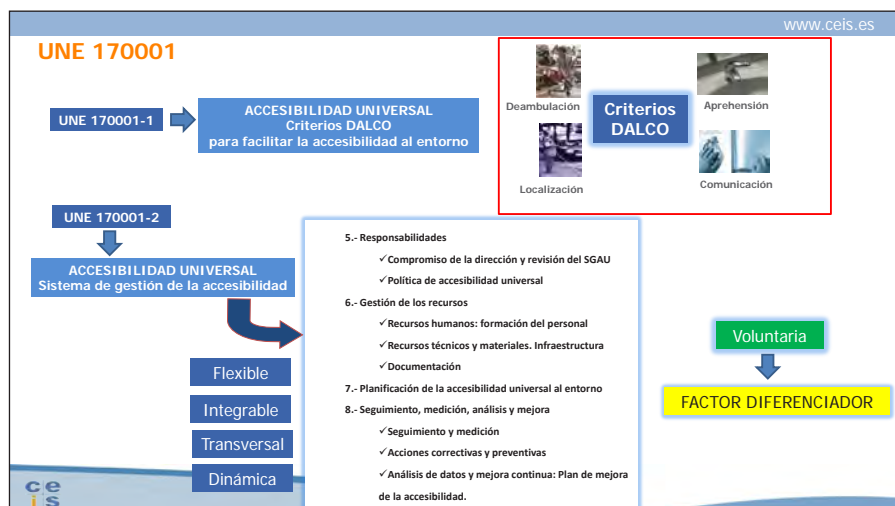 www.ceis.es
UNE 170001
UNE 170001-1
ACCESIBILIDAD UNIVERSAL
Criterios DALCO
para facilitar la accesibilidad al entorno
Deambulación
Criterios
DALCO
Aprehensión
Localización
Comunicación
UNE 170001-2
ACCESIBILIDAD UNIVERSAL
Sistema de gestión de la accesibilidad
5.- Responsabilidades
✓Compromiso de la dirección y revisión del SGAU
✓Política de accesibilidad universal
6.- Gestión de los recursos
✓Recursos humanos: formación del personal
✓Recursos técnicos y materiales. Infraestructura
✓Documentación
7.- Planificación de la accesibilidad universal al entorno
8.- Seguimiento, medición, análisis y mejora
✓Seguimiento y medición
✓Acciones correctivas y preventivas
✓Análisis de datos y mejora continua: Plan de mejora
de la accesibilidad.
Flexible
Integrable
Transversal
Dinámica
Voluntaria
FACTOR DIFERENCIADOR
ce
is